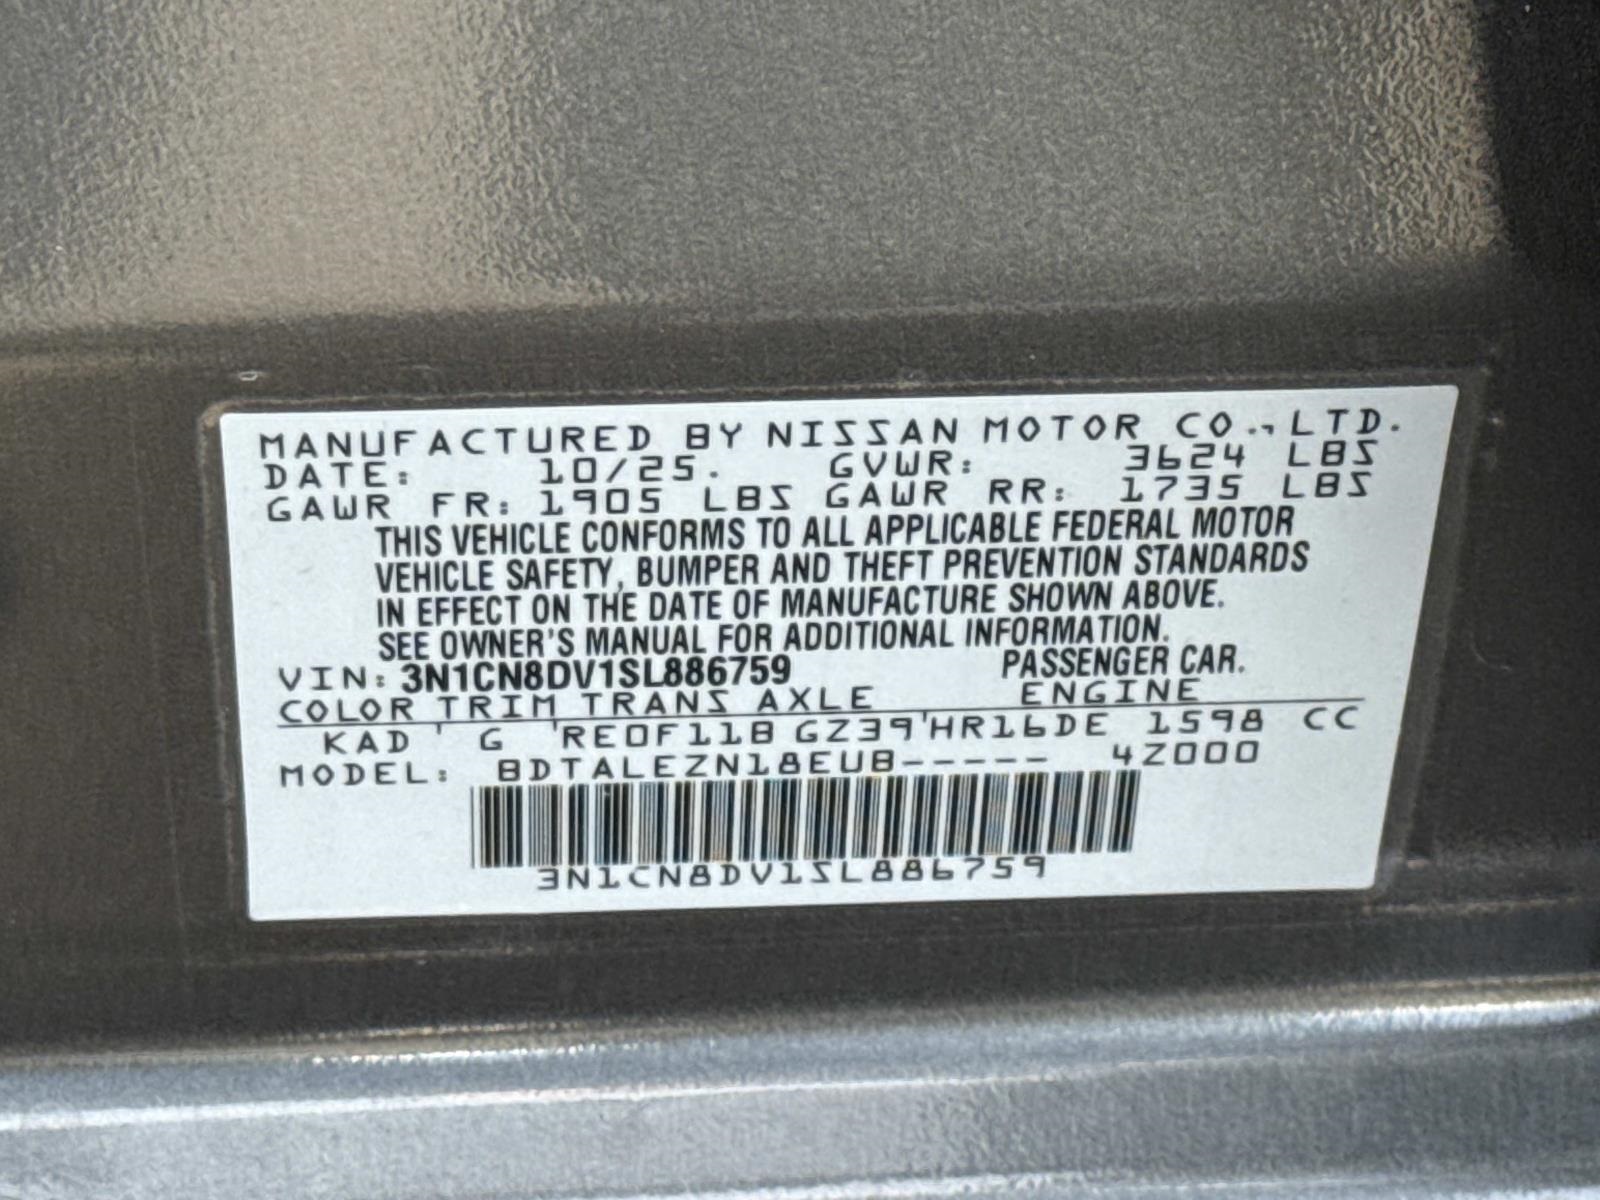 MANUFACTURED BY NISSAN MOTOR CO., LTD.
DATE: 10/25. GVWR: 3624 LBS
GAWR FR: 1905 LBS GAWR RR: 1735 LBS
THIS VEHICLE CONFORMS TO ALL APPLICABLE FEDERAL MOTOR
VEHICLE SAFETY, BUMPER AND THEFT PREVENTION STANDARDS
IN EFFECT ON THE DATE OF MANUFACTURE SHOWN ABOVE.
SEE OWNER'S MANUAL FOR ADDITIONAL INFORMATION.
VIN: 3N1CN8DV1SL886759 PASSENGER CAR.
COLOR TRIM TRANS AXLE ENGINE
KAD ' G 'RE0F11B GZ39'HR16DE 1598 CC
MODEL: BDTALEZN18EUB----- 4Z000
3N1CN8DV1SL886759